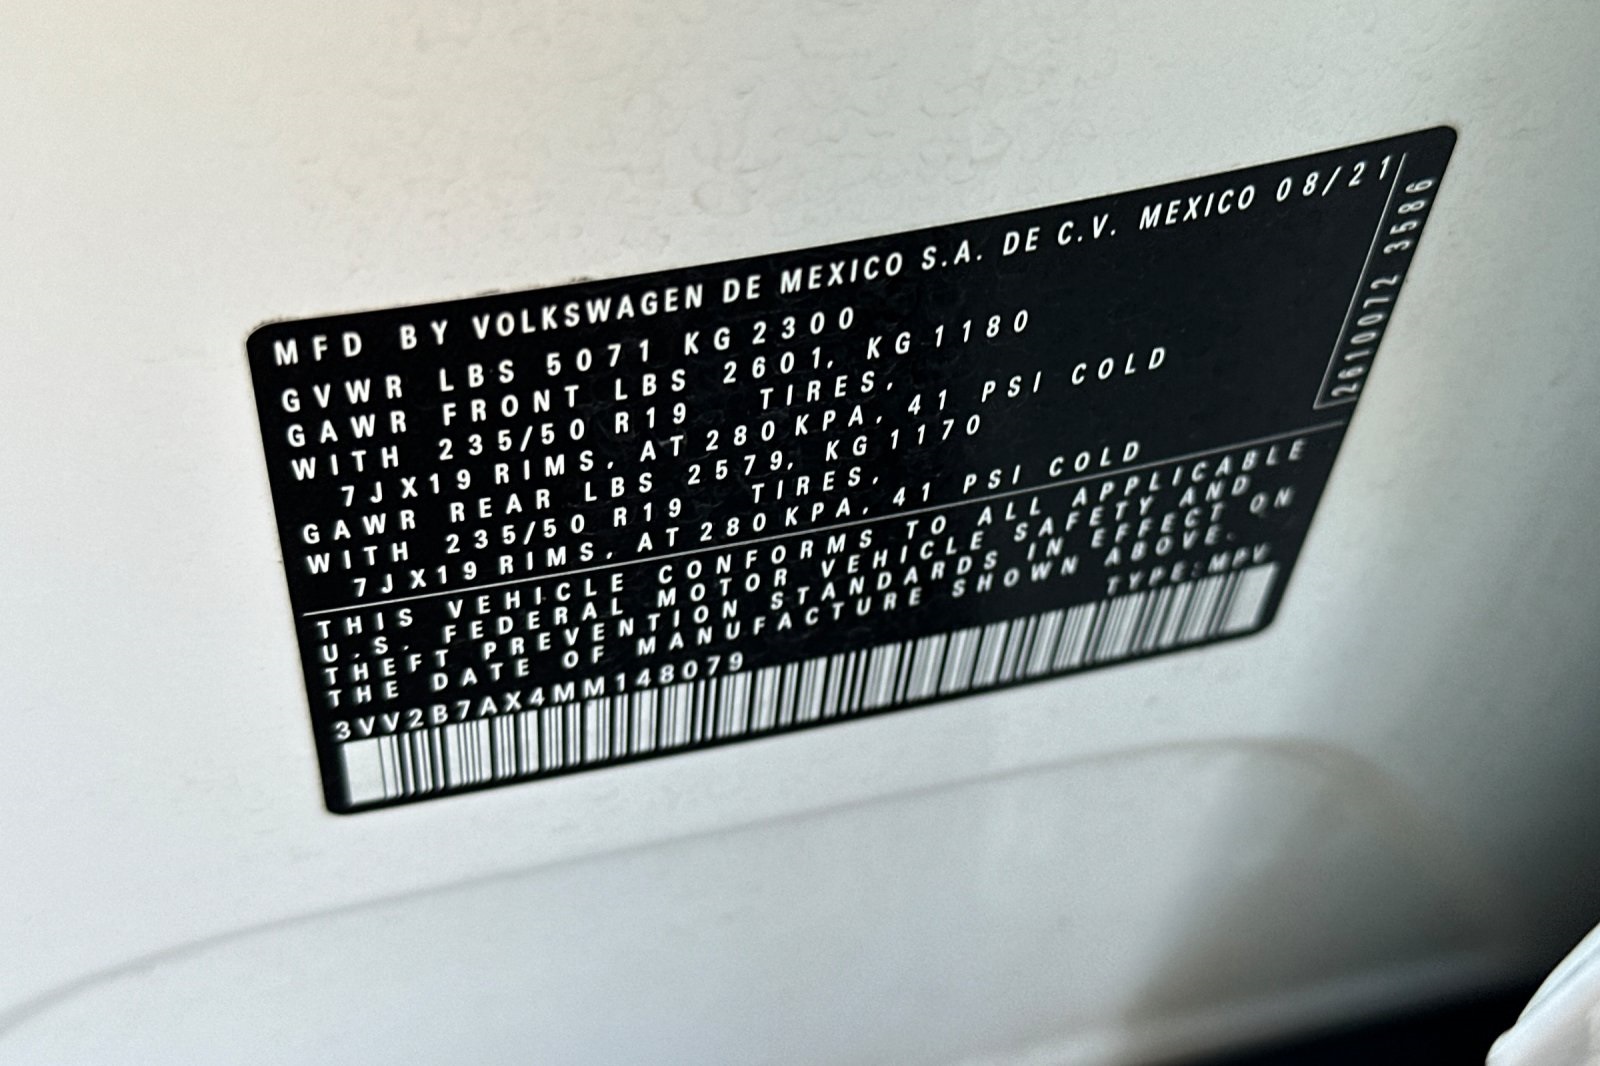 MFD BY VOLKSWAGEN DE MEXICO S.A. DE C.V. MEXICO 08/21
GVWR LBS 5071 KG 2300
GAWR FRONT LBS 2601, KG 1180
WITH 235/50 R19 TIRES,
7JX19 RIMS, AT 280 KPA, 41 PSI COLD
GAWR REAR LBS 2579, KG 1170
WITH 235/50 R19 TIRES,
7JX19 RIMS, AT 280 KPA, 41 PSI COLD
THIS VEHICLE CONFORMS TO ALL APPLICABLE
U.S. FEDERAL MOTOR VEHICLE SAFETY AND
THEFT PREVENTION STANDARDS IN EFFECT ON
THE DATE OF MANUFACTURE SHOWN ABOVE.
3VV2B7AX4MM148079 TYPE:MPV
2610072 3586